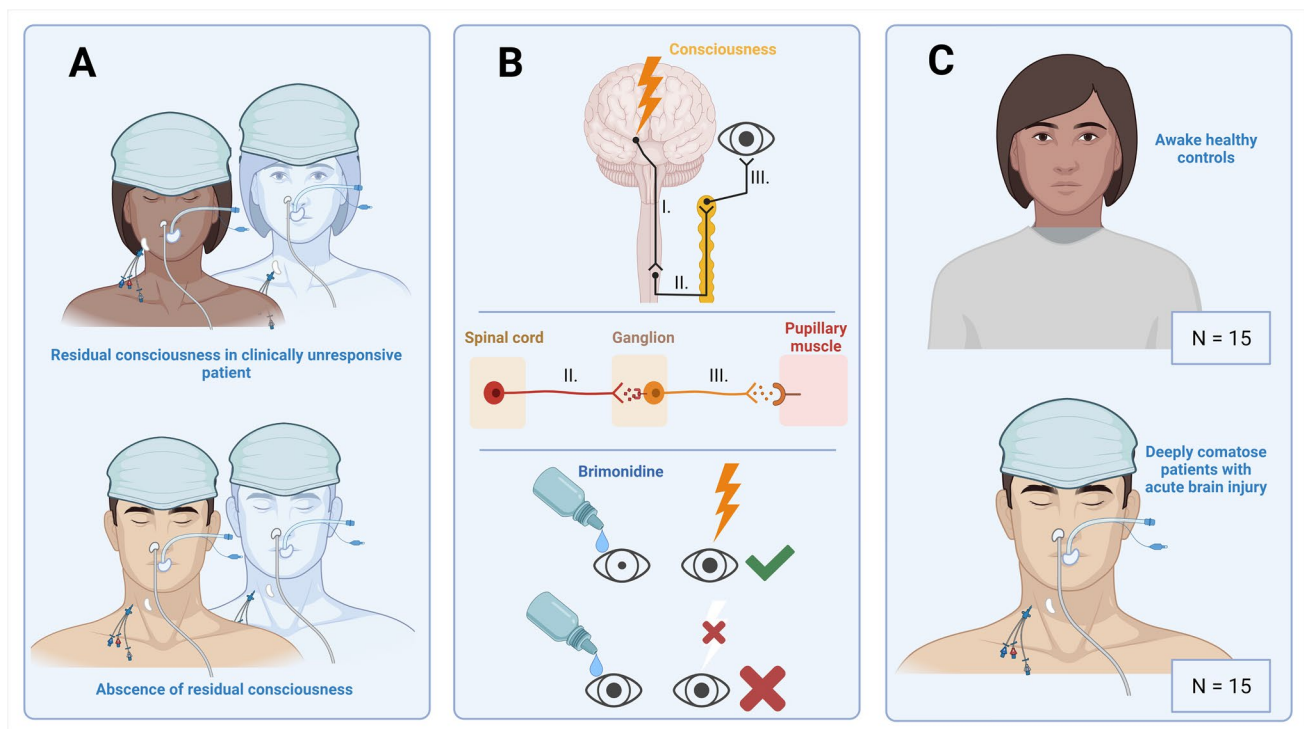 A
Residual consciousness in clinically unresponsive
patient
Abscence of residual consciousness
B
Consciousness
III.
I.
II.
Spinal cord
Ganglion
Pupillary
muscle
II.
III.
Brimonidine
C
Awake healthy
controls
N = 15
Deeply comatose
patients with
acute brain injury
N = 15